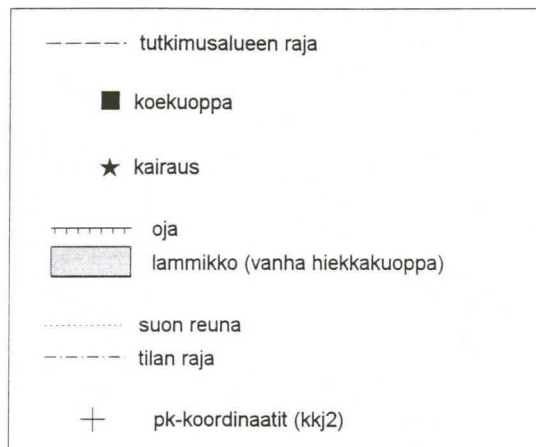 tutkimusalueen raja
koekuoppa
kairaus
oja
lammikko (vanha hiekkakuoppa)
suon reuna
tilan raja
pk-koordinaatit (kkj2)